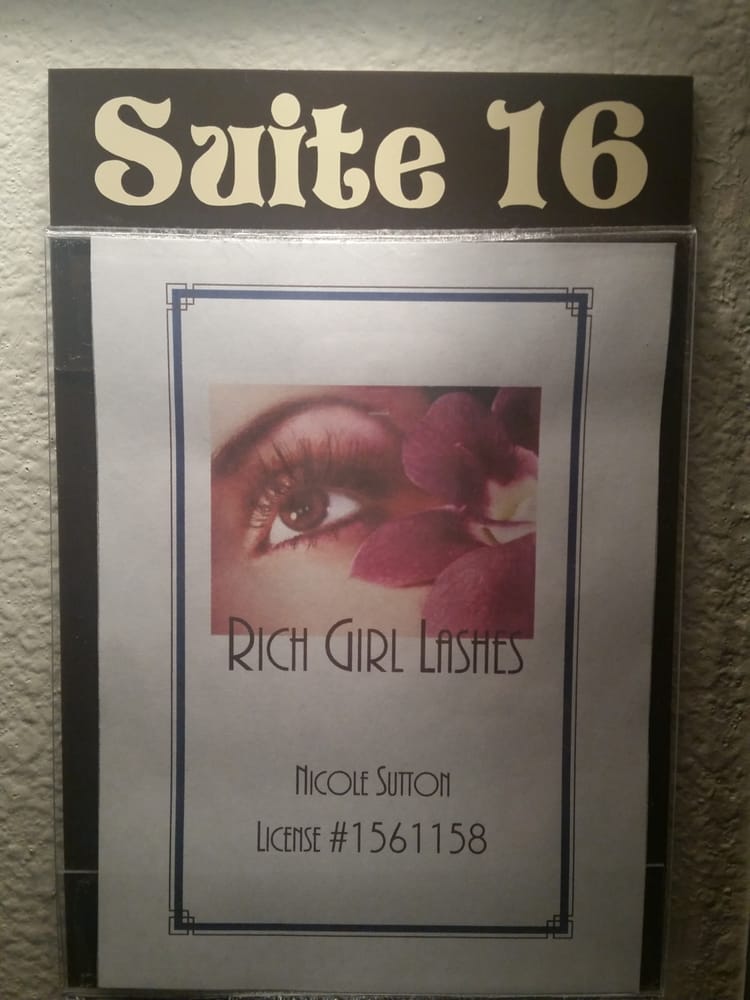 Suite 16
Rich Girl Lashes
Nicole Sutton
License #1561158